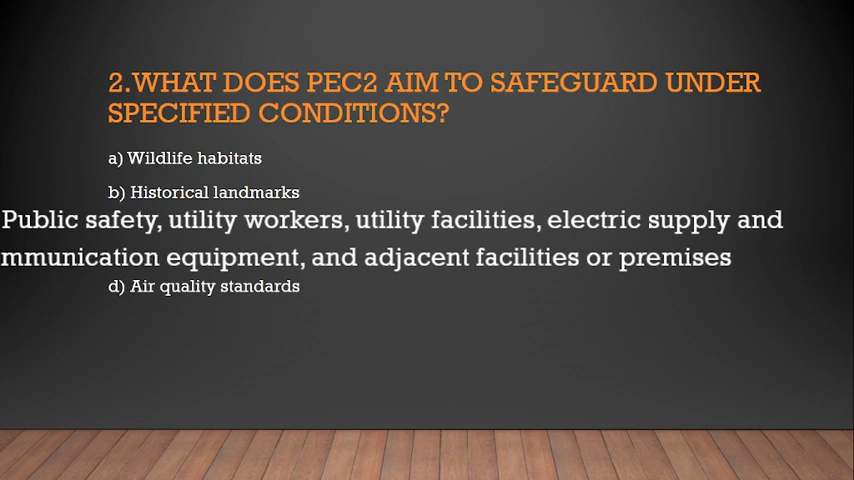 2.WHAT DOES PEC2 AIM TO SAFEGUARD UNDER
SPECIFIED CONDITIONS?
a) Wildlife habitats
b) Historical landmarks
Public safety, utility workers, utility facilities, electric supply and
mmunication equipment, and adjacent facilities or premises
d) Air quality standards